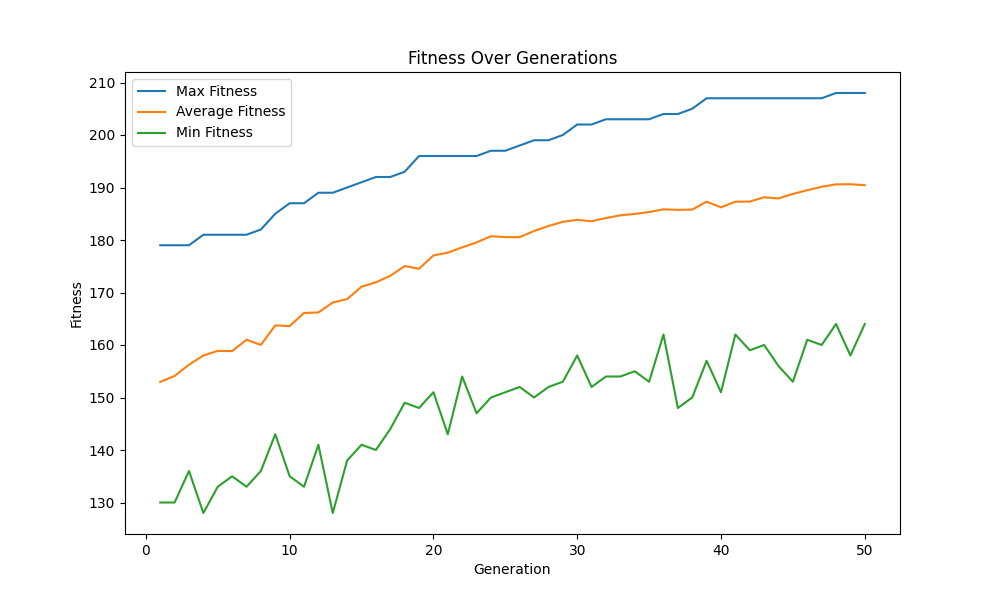 Fitness Over Generations
Max Fitness
Average Fitness
Min Fitness
Fitness
210
200
190
180
170
160
150
140
130
0 10 20 30 40 50
Generation